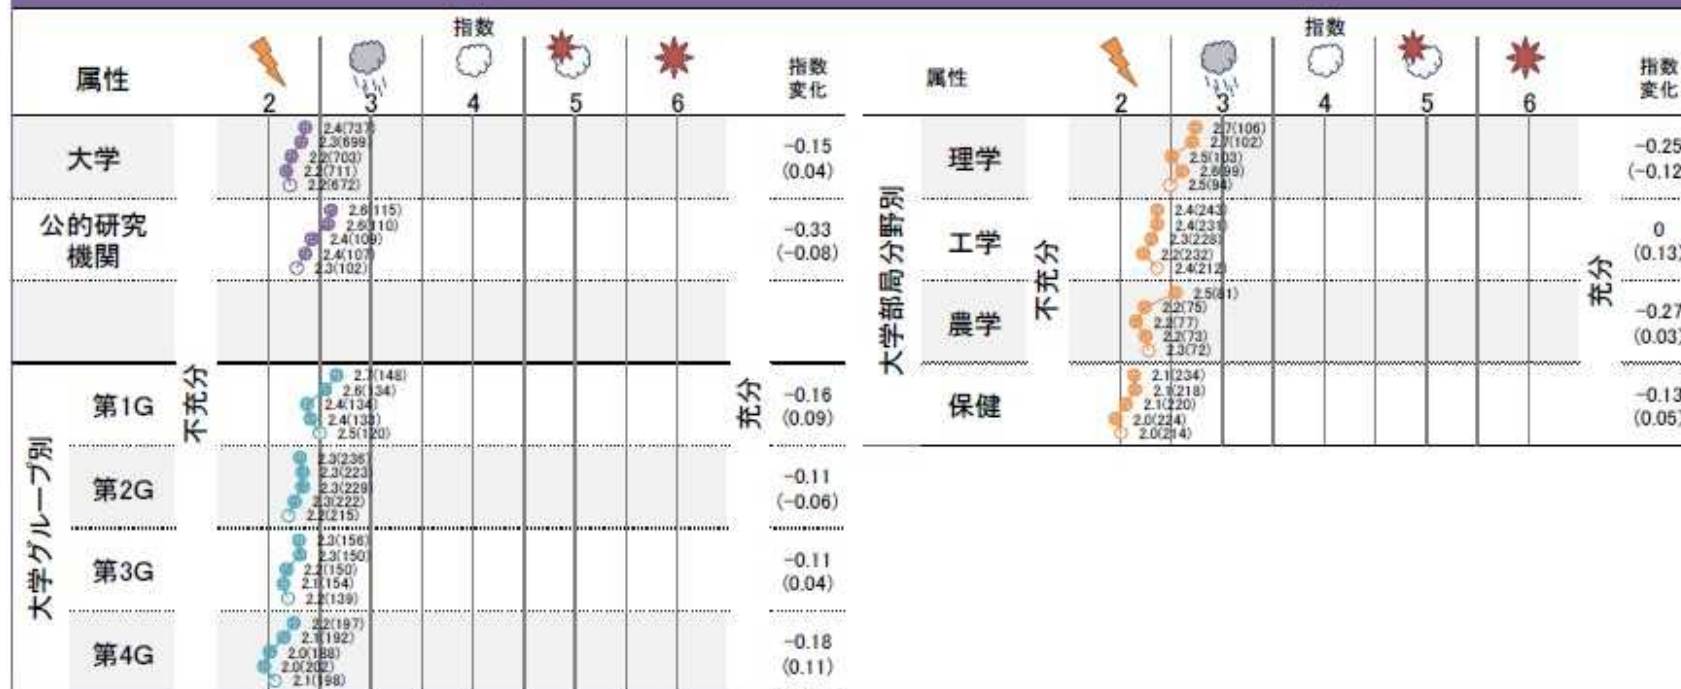 指数
属性
2 3 4 5 6
指数
変化
大学
2.4(737)
2.3(699)
2.2(703)
2.2(711)
2.2(672)
-0.15
(0.04)
公的研究
機関
2.6(115)
2.6(110)
2.4(109)
2.4(107)
2.3(102)
-0.33
(-0.08)
不充分
充分
大学グループ別
第1G
2.7(148)
2.6(134)
2.4(134)
2.4(133)
2.5(120)
-0.16
(0.09)
第2G
2.3(236)
2.3(223)
2.3(229)
2.3(222)
2.2(215)
-0.11
(-0.06)
第3G
2.3(156)
2.3(150)
2.2(150)
2.1(154)
2.2(139)
-0.11
(0.04)
第4G
2.2(197)
2.1(192)
2.0(188)
2.0(202)
2.1(198)
-0.18
(0.11)
指数
属性
2 3 4 5 6
指数
変化
大学部局分野別
不充分
充分
理学
2.7(106)
2.7(102)
2.5(103)
2.6(99)
2.5(94)
-0.25
(-0.12)
工学
2.4(243)
2.4(231)
2.3(228)
2.2(232)
2.4(212)
0
(0.13)
農学
2.5(81)
2.2(75)
2.2(77)
2.2(73)
2.3(72)
-0.27
(0.03)
保健
2.1(234)
2.1(218)
2.1(220)
2.0(224)
2.0(214)
-0.13
(0.05)